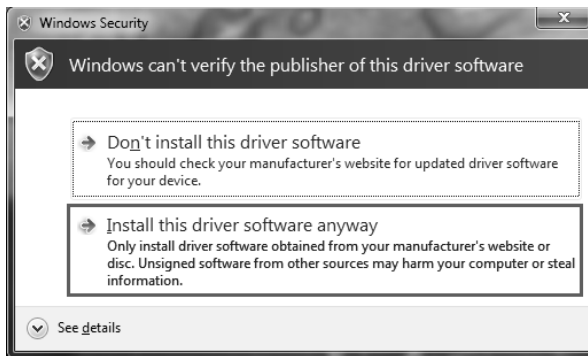 Windows Security
Windows can't verify the publisher of this driver software
Don't install this driver software
You should check your manufacturer's website for updated driver software
for your device.
Install this driver software anyway
Only install driver software obtained from your manufacturer's website or
disc. Unsigned software from other sources may harm your computer or steal
information.
See details